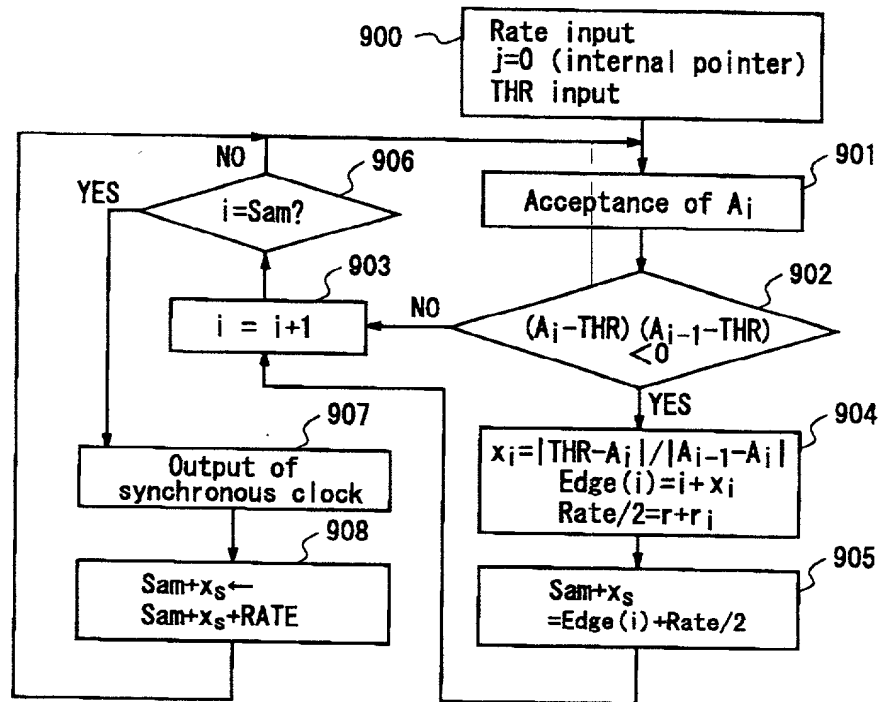 900
Rate input
j=0 (internal pointer)
THR input
901
Acceptance of Ai
902
(Ai-THR) (Ai-1-THR)
<0
NO
YES
903
i = i+1
906
i=Sam?
NO
YES
904
xi=|THR-Ai|/|Ai-1-Ai|
Edge(i)=i+xi
Rate/2=r+ri
905
Sam+xs
=Edge(i)+Rate/2
907
Output of
synchronous clock
908
Sam+xs←
Sam+xs+RATE